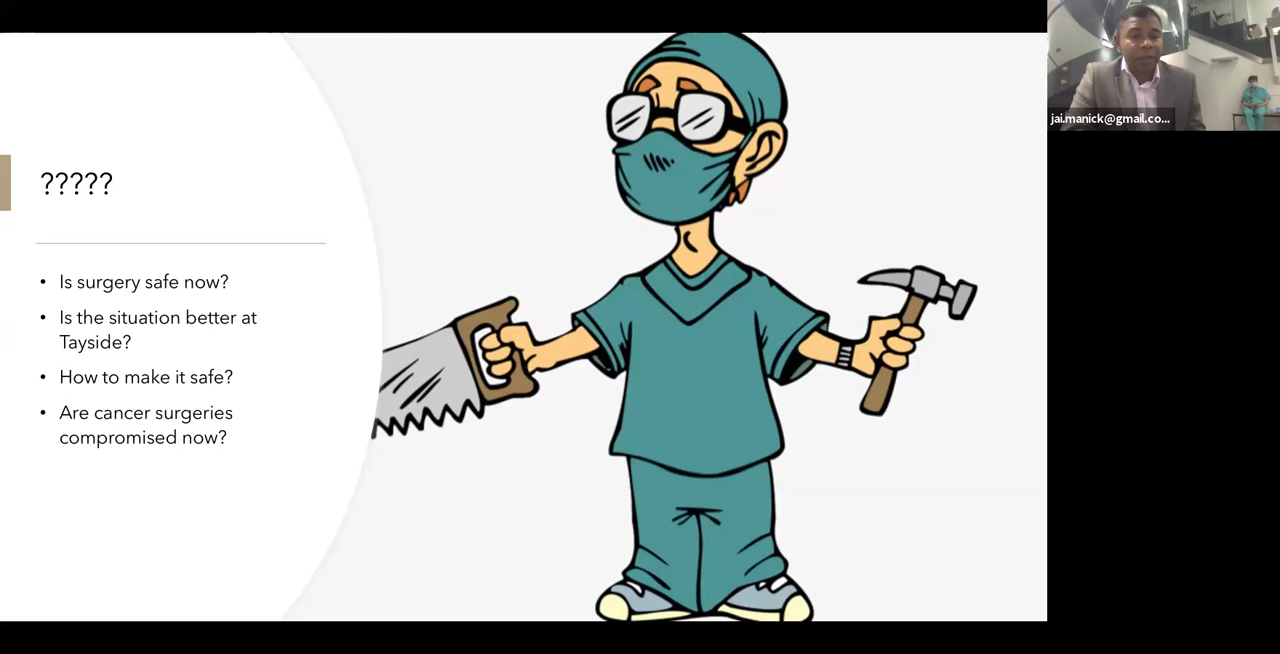 ?????
• Is surgery safe now?
• Is the situation better at
Tayside?
• How to make it safe?
• Are cancer surgeries
compromised now?
jai.manick@gmail.co...